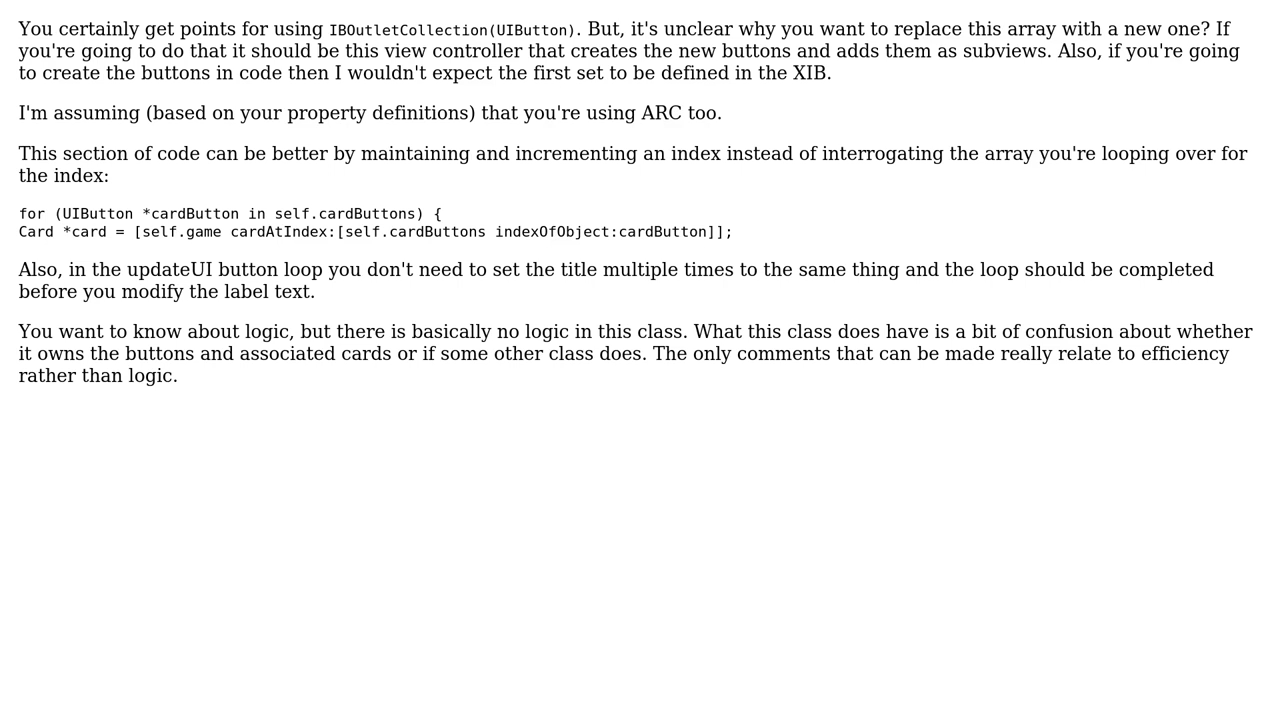 You certainly get points for using IBOutletCollection(UIButton). But, it's unclear why you want to replace this array with a new one? If
you're going to do that it should be this view controller that creates the new buttons and adds them as subviews. Also, if you're going
to create the buttons in code then I wouldn't expect the first set to be defined in the XIB.
I'm assuming (based on your property definitions) that you're using ARC too.
This section of code can be better by maintaining and incrementing an index instead of interrogating the array you're looping over for
the index:
for (UIButton *cardButton in self.cardButtons) {
Card *card = [self.game cardAtIndex:[self.cardButtons indexOfObject:cardButton]];
Also, in the updateUI button loop you don't need to set the title multiple times to the same thing and the loop should be completed
before you modify the label text.
You want to know about logic, but there is basically no logic in this class. What this class does have is a bit of confusion about whether
it owns the buttons and associated cards or if some other class does. The only comments that can be made really relate to efficiency
rather than logic.